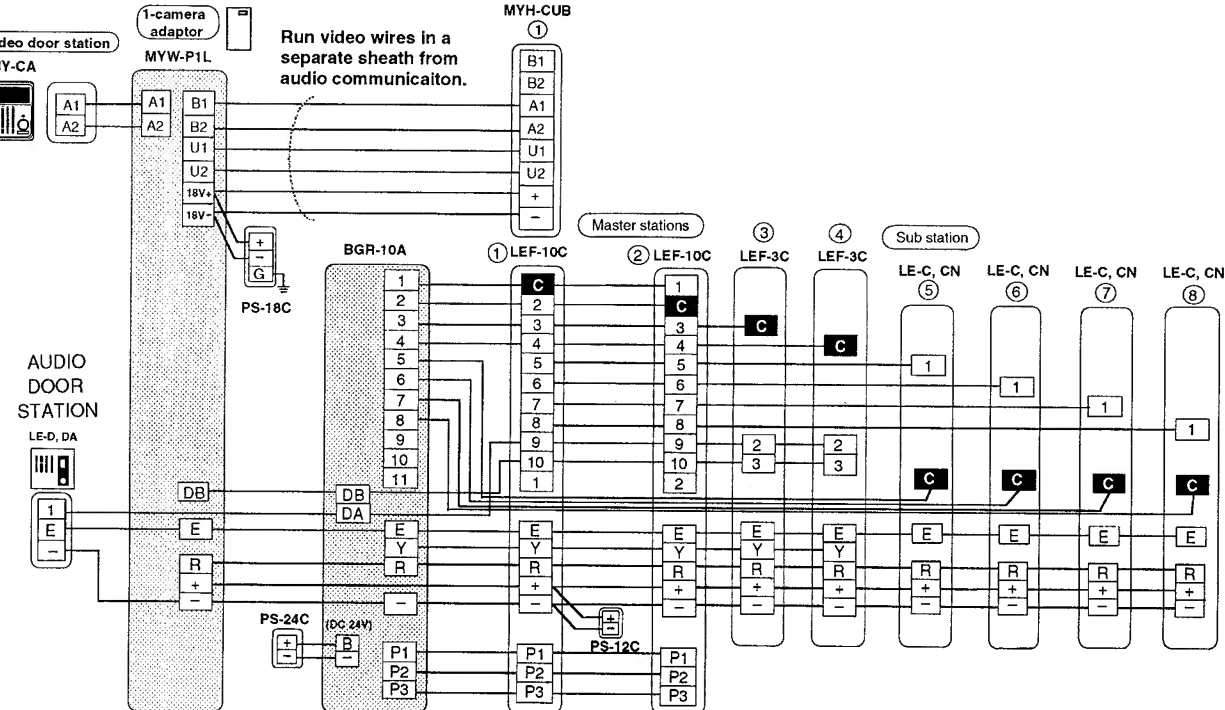 1-camera
adaptor
deo door station
Y-CA
MYW-P1L
Run video wires in a
separate sheath from
audio communicaiton.
MYH-CUB
①
A1
A2
A1
A2
B1
B2
U1
U2
18V+
18V-
B1
B2
A1
A2
U1
U2
+
-
+
-
G
PS-18C
BGR-10A
Master stations
Sub station
① LEF-10C
② LEF-10C
③
LEF-3C
④
LEF-3C
LE-C, CN
⑤
LE-C, CN
⑥
LE-C, CN
⑦
LE-C, CN
⑧
1
2
3
4
5
6
7
8
9
10
11
C
2
3
4
5
6
7
8
9
10
1
1
C
3
4
5
6
7
8
9
10
2
C
2
3
C
2
3
1
C
1
C
1
C
1
C
AUDIO
DOOR
STATION
LE-D, DA
1
E
-
DB
E
R
+
-
DB
DA
E
Y
R
-
E
Y
R
+
-
E
Y
R
+
-
E
Y
R
+
-
E
Y
R
+
-
E
R
+
-
E
R
+
-
E
R
+
-
E
R
+
-
PS-24C
+
-
(DC 24V)
B
-
+
-
PS-12C
P1
P2
P3
P1
P2
P3
P1
P2
P3